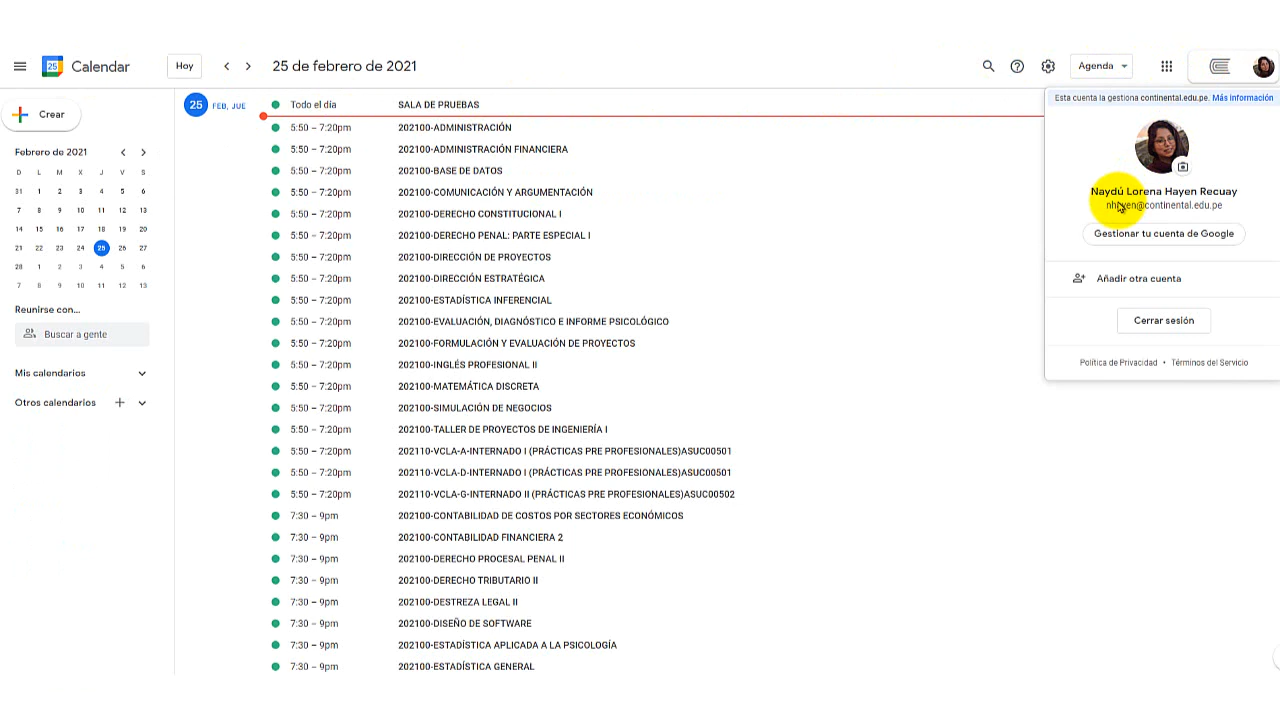 25 Calendar Hoy 25 de febrero de 2021 Agenda
Esta cuenta la gestiona continental.edu.pe. Más información
Naydú Lorena Hayen Recuay
nhayen@continental.edu.pe
Gestionar tu cuenta de Google
Añadir otra cuenta
Cerrar sesión
Política de Privacidad • Términos del Servicio
Crear
Febrero de 2021
D L M X J V S
31 1 2 3 4 5 6
7 8 9 10 11 12 13
14 15 16 17 18 19 20
21 22 23 24 25 26 27
28 1 2 3 4 5 6
7 8 9 10 11 12 13
Reunirse con...
Buscar a gente
Mis calendarios
Otros calendarios
25 FEB, JUE
Todo el día SALA DE PRUEBAS
5:50 – 7:20pm 202100-ADMINISTRACIÓN
5:50 – 7:20pm 202100-ADMINISTRACIÓN FINANCIERA
5:50 – 7:20pm 202100-BASE DE DATOS
5:50 – 7:20pm 202100-COMUNICACIÓN Y ARGUMENTACIÓN
5:50 – 7:20pm 202100-DERECHO CONSTITUCIONAL I
5:50 – 7:20pm 202100-DERECHO PENAL: PARTE ESPECIAL I
5:50 – 7:20pm 202100-DIRECCIÓN DE PROYECTOS
5:50 – 7:20pm 202100-DIRECCIÓN ESTRATÉGICA
5:50 – 7:20pm 202100-ESTADÍSTICA INFERENCIAL
5:50 – 7:20pm 202100-EVALUACIÓN, DIAGNÓSTICO E INFORME PSICOLÓGICO
5:50 – 7:20pm 202100-FORMULACIÓN Y EVALUACIÓN DE PROYECTOS
5:50 – 7:20pm 202100-INGLÉS PROFESIONAL II
5:50 – 7:20pm 202100-MATEMÁTICA DISCRETA
5:50 – 7:20pm 202100-SIMULACIÓN DE NEGOCIOS
5:50 – 7:20pm 202100-TALLER DE PROYECTOS DE INGENIERÍA I
5:50 – 7:20pm 202110-VCLA-A-INTERNADO I (PRÁCTICAS PRE PROFESIONALES)ASUC00501
5:50 – 7:20pm 202110-VCLA-D-INTERNADO I (PRÁCTICAS PRE PROFESIONALES)ASUC00501
5:50 – 7:20pm 202110-VCLA-G-INTERNADO II (PRÁCTICAS PRE PROFESIONALES)ASUC00502
7:30 – 9pm 202100-CONTABILIDAD DE COSTOS POR SECTORES ECONÓMICOS
7:30 – 9pm 202100-CONTABILIDAD FINANCIERA 2
7:30 – 9pm 202100-DERECHO PROCESAL PENAL II
7:30 – 9pm 202100-DERECHO TRIBUTARIO II
7:30 – 9pm 202100-DESTREZA LEGAL II
7:30 – 9pm 202100-DISEÑO DE SOFTWARE
7:30 – 9pm 202100-ESTADÍSTICA APLICADA A LA PSICOLOGÍA
7:30 – 9pm 202100-ESTADÍSTICA GENERAL